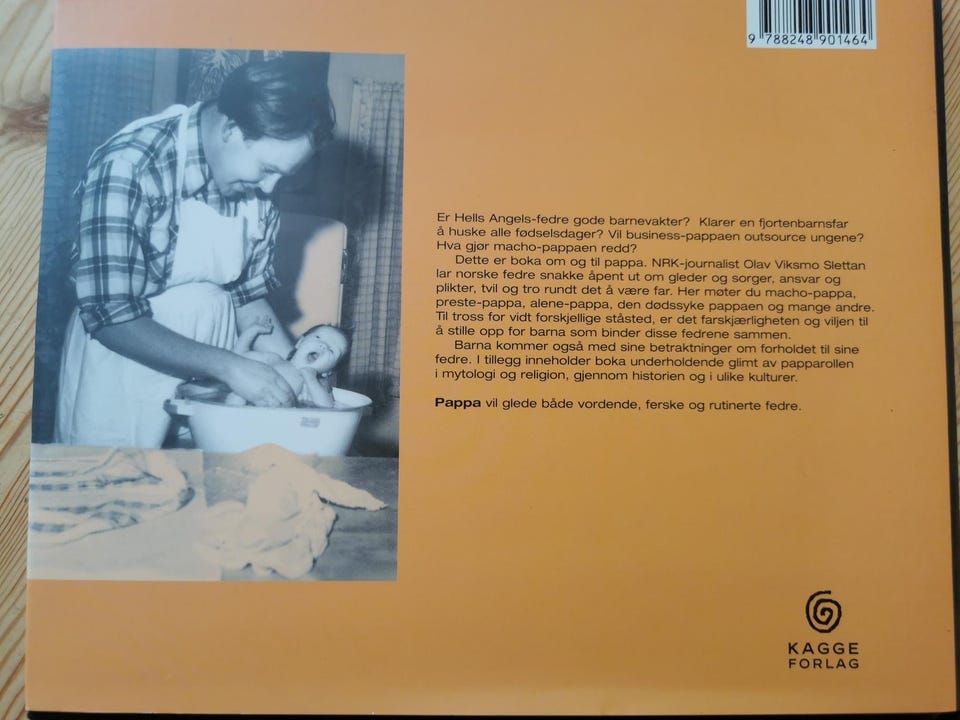 9 788248 901464
Er Hells Angels-fedre gode barnevakter? Klarer en fjortenbarnsfar
å huske alle fødselsdager? Vil business-pappaen outsource ungene?
Hva gjør macho-pappaen redd?
Dette er boka om og til pappa. NRK-journalist Olav Viksmo Slettan
lar norske fedre snakke åpent ut om gleder og sorger, ansvar og
plikter, tvil og tro rundt det å være far. Her møter du macho-pappa,
preste-pappa, alene-pappa, den dødssyke pappaen og mange andre.
Til tross for vidt forskjellige ståsted, er det farskjærligheten og viljen til
å stille opp for barna som binder disse fedrene sammen.
Barna kommer også med sine betraktninger om forholdet til sine
fedre. I tillegg inneholder boka underholdende glimt av papparollen
i mytologi og religion, gjennom historien og i ulike kulturer.
Pappa vil glede både vordende, ferske og rutinerte fedre.
KAGGE
FORLAG